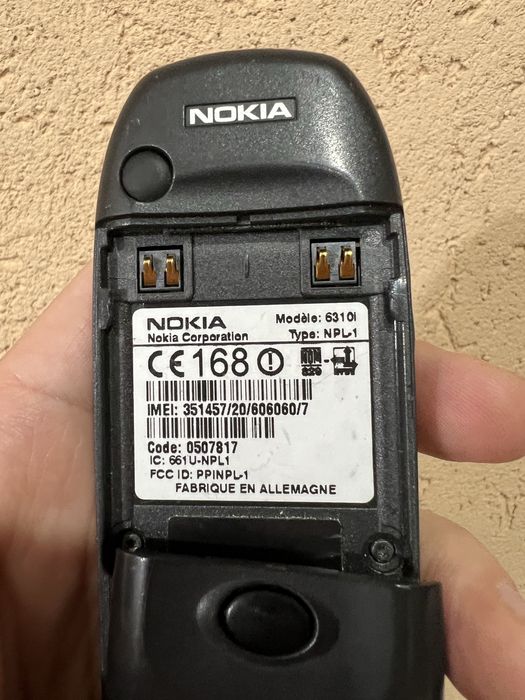 NOKIA
NOKIA
Modèle: 6310i
Nokia Corporation
Type: NPL-1
CE168
IMEI: 351457/20/606060/7
Code: 0507817
IC: 661U-NPL1
FCC ID: PPINPL-1
FABRIQUE EN ALLEMAGNE